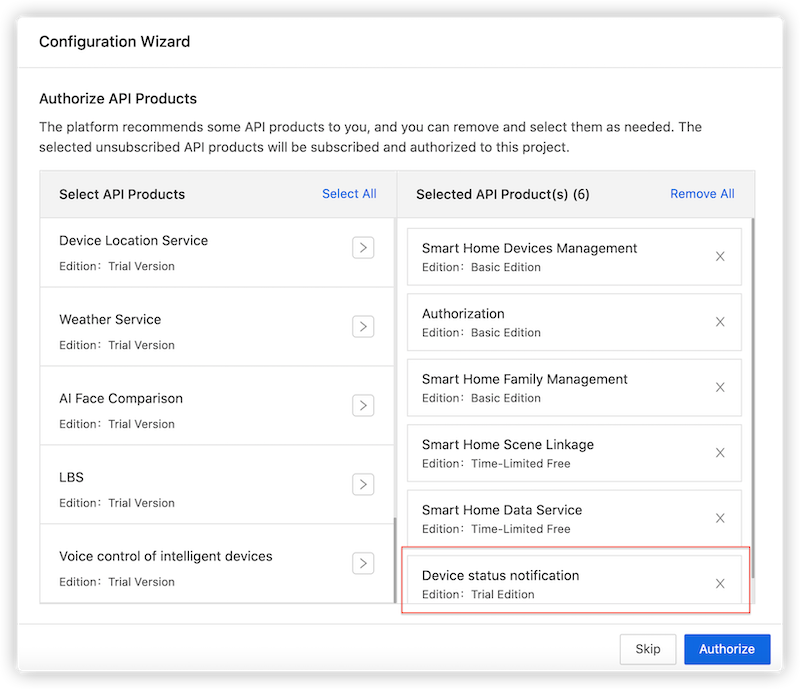 Configuration Wizard
Authorize API Products
The platform recommends some API products to you, and you can remove and select them as needed. The
selected unsubscribed API products will be subscribed and authorized to this project.
Select API Products
Select All
Device Location Service
Edition: Trial Version
Weather Service
Edition: Trial Version
AI Face Comparison
Edition: Trial Version
LBS
Edition: Trial Version
Voice control of intelligent devices
Edition: Trial Version
Selected API Product(s) (6)
Remove All
Smart Home Devices Management
Edition: Basic Edition
Authorization
Edition: Basic Edition
Smart Home Family Management
Edition: Basic Edition
Smart Home Scene Linkage
Edition: Time-Limited Free
Smart Home Data Service
Edition: Time-Limited Free
Device status notification
Edition: Trial Edition
Skip
Authorize